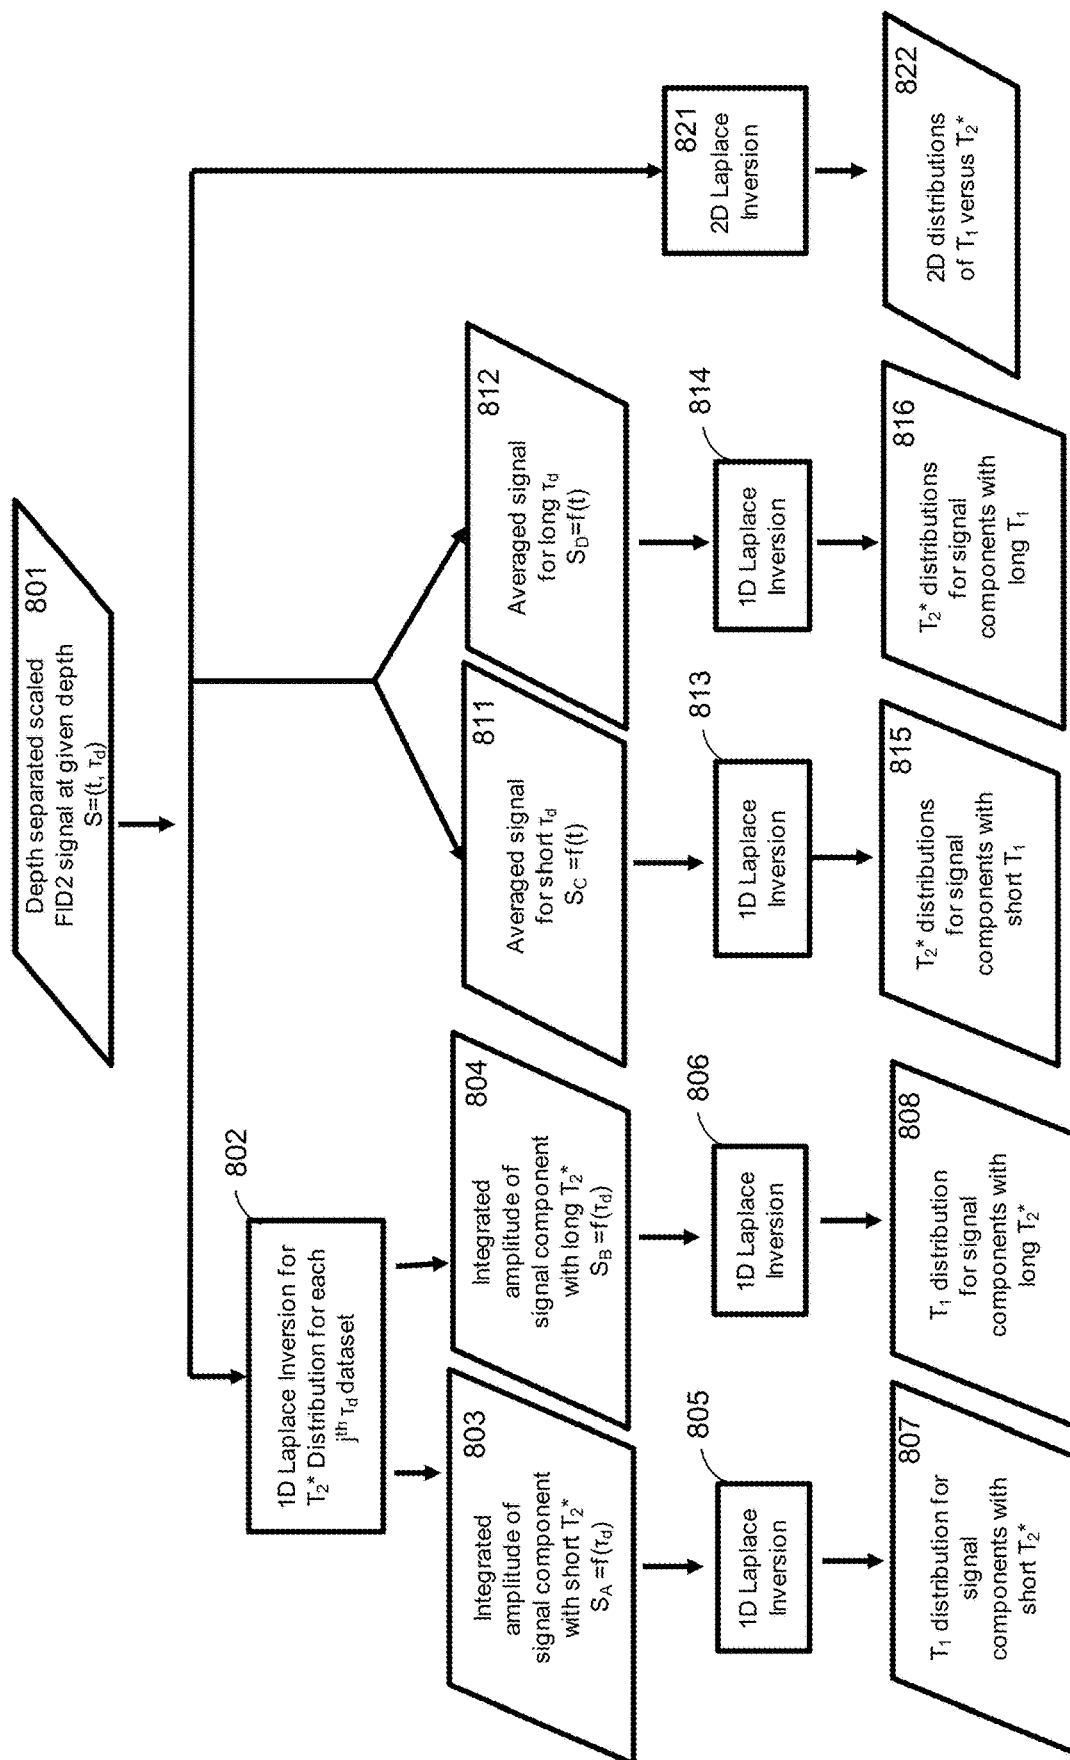 801
Depth separated scaled
FID2 signal at given depth
S=(t, τd)
802
1D Laplace Inversion for
T2* Distribution for each
jth τd dataset
803
Integrated
amplitude of
signal component
with short T2*
SA =f(τd)
804
Integrated
amplitude of
signal component
with long T2*
SB =f(τd)
805
1D Laplace
Inversion
806
1D Laplace
Inversion
807
T1 distribution for
signal
components with
short T2*
808
T1 distribution
for signal
components with
long T2*
811
Averaged signal
for short τd
SC =f(t)
812
Averaged signal
for long τd
SD=f(t)
813
1D Laplace
Inversion
814
1D Laplace
Inversion
815
T2* distributions
for signal
components with
short T1
816
T2* distributions
for signal
components with
long T1
821
2D Laplace
Inversion
822
2D distributions
of T1 versus T2*